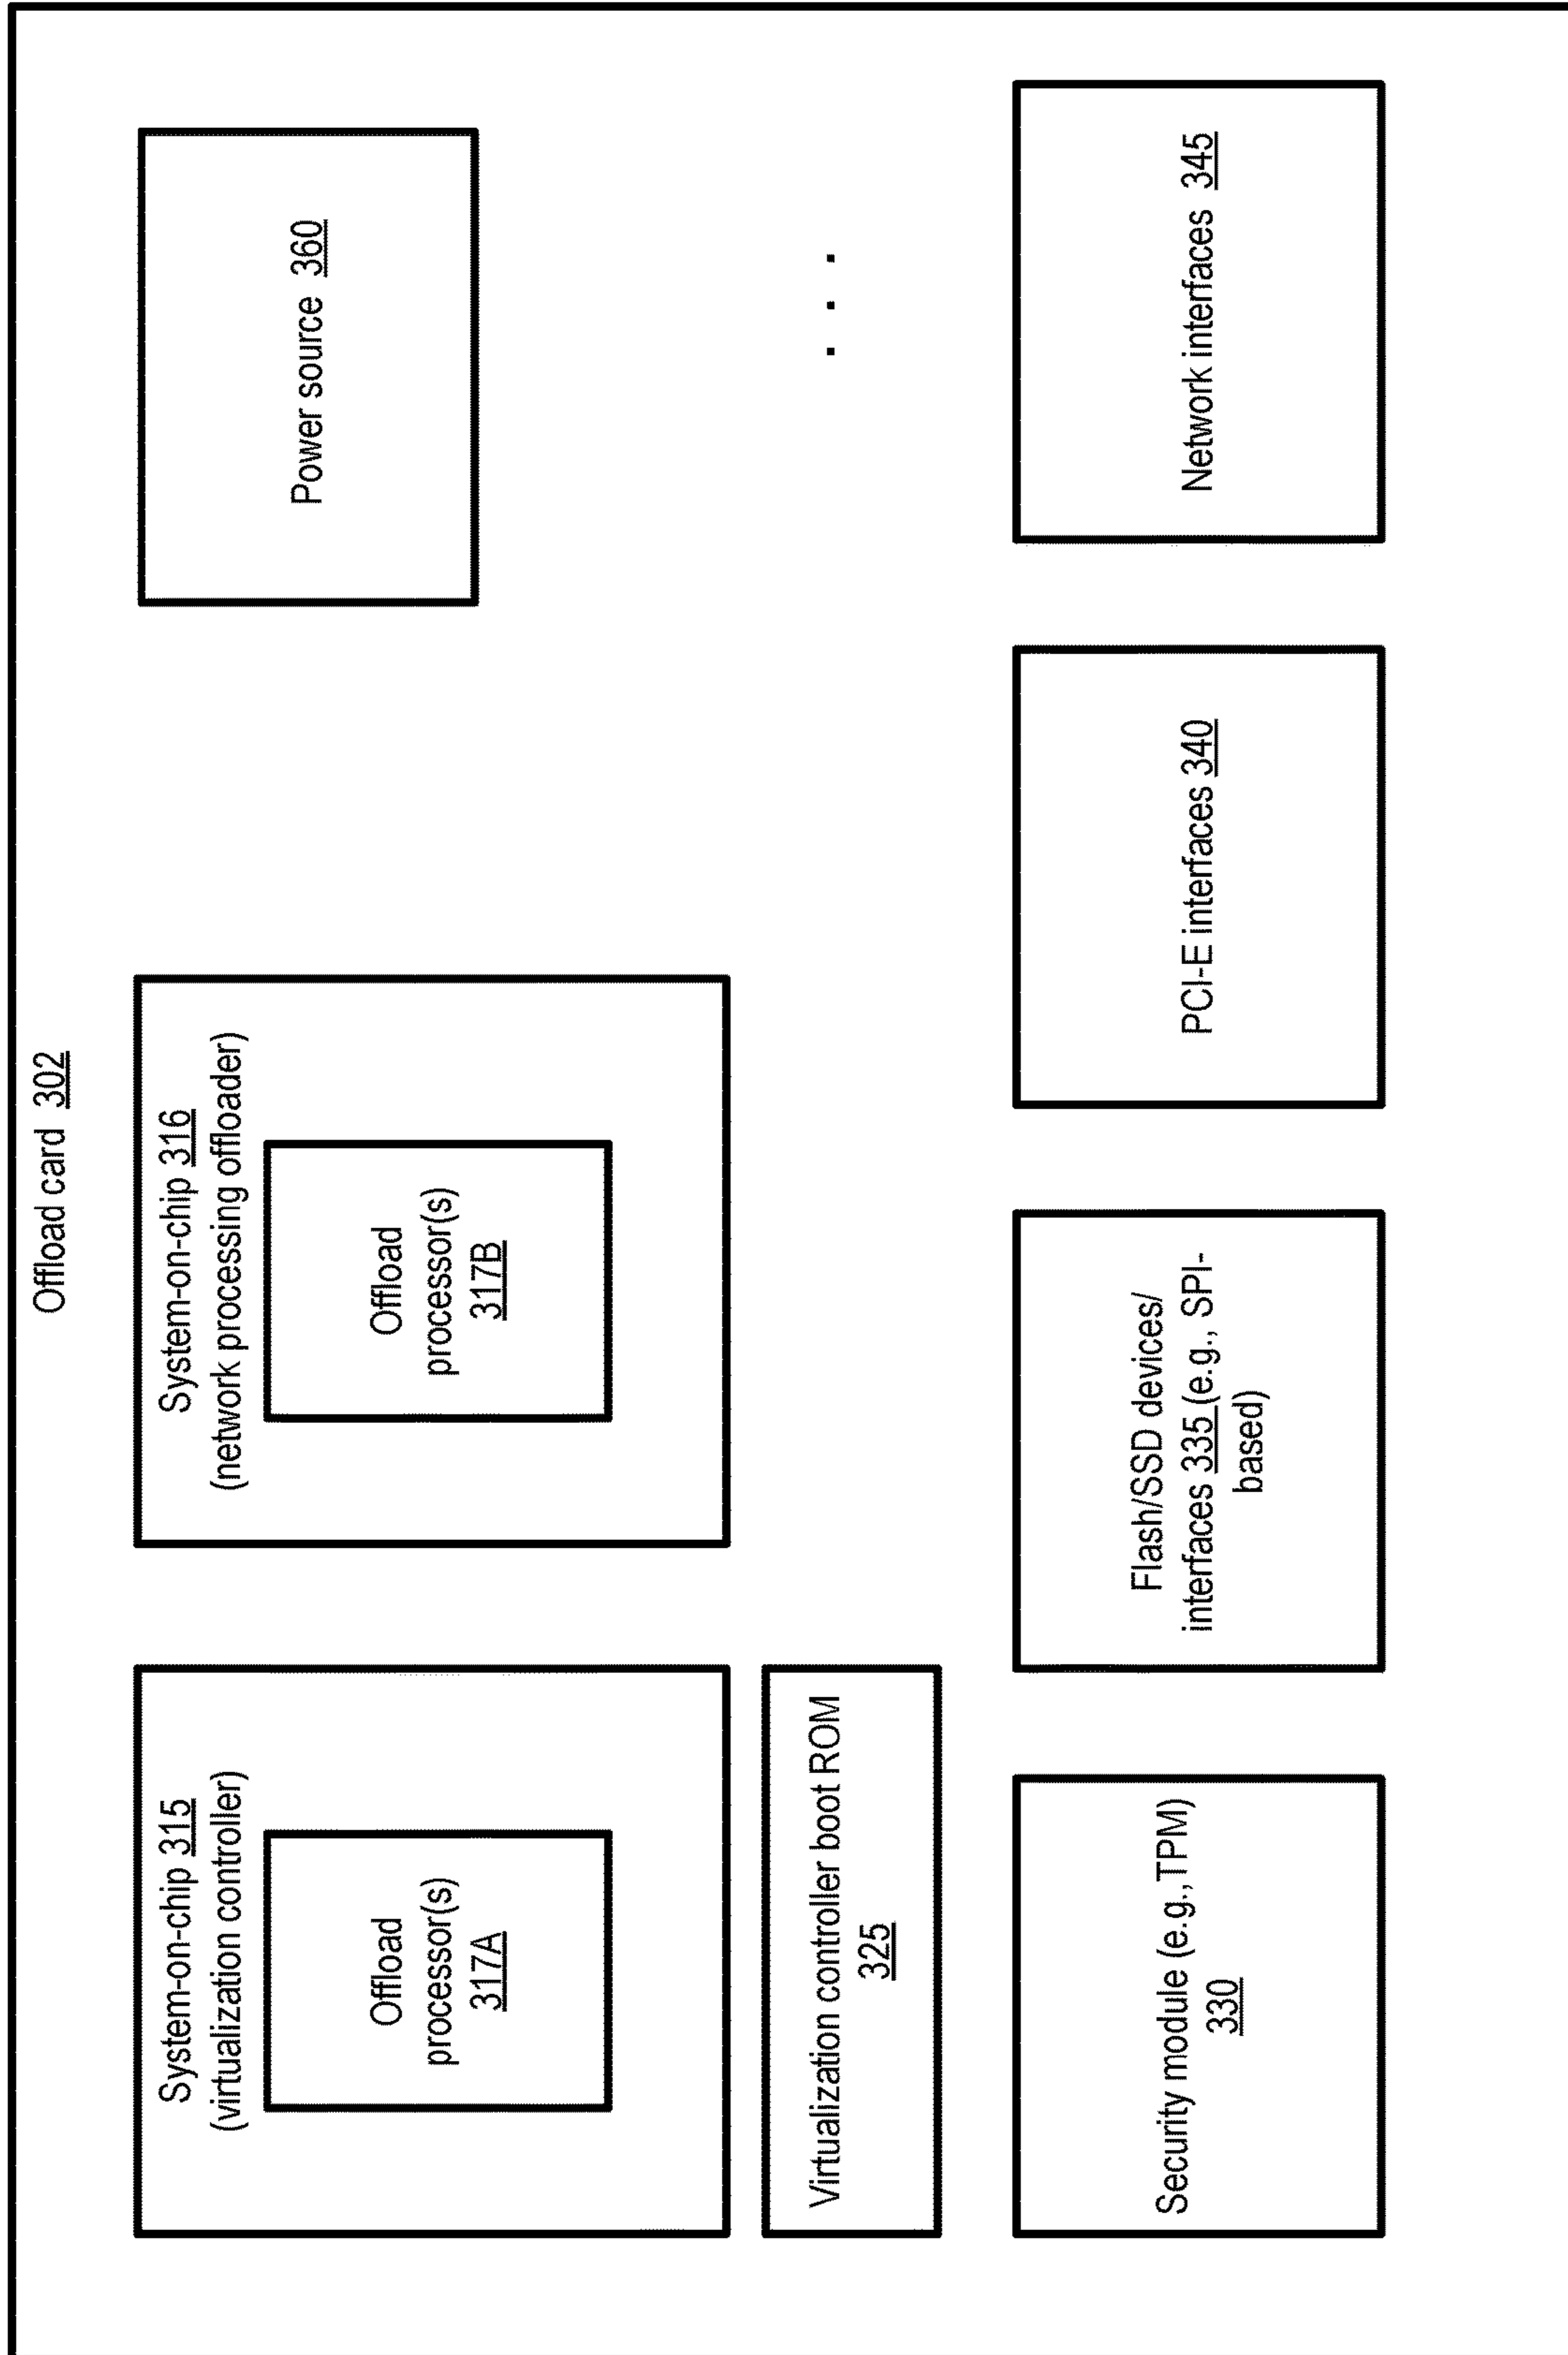 Offload card 302
System-on-chip 315
(virtualization controller)
Offload
processor(s)
317A
System-on-chip 316
(network processing offloader)
Offload
processor(s)
317B
Power source 360
Virtualization controller boot ROM
325
. . .
Security module (e.g.,TPM)
330
Flash/SSD devices/
interfaces 335 (e.g., SPI-
based)
PCI-E interfaces 340
Network interfaces 345